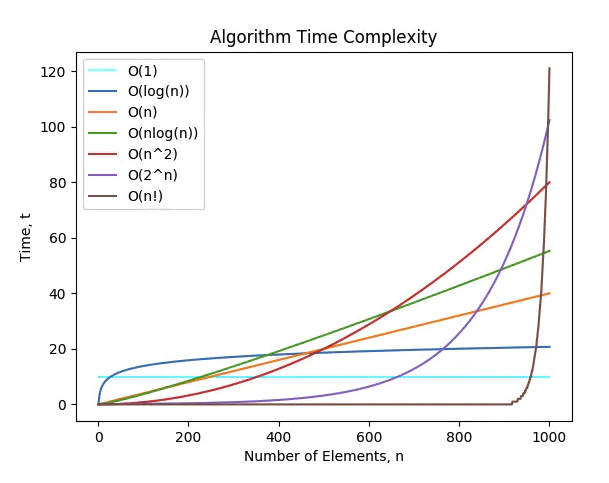 Algorithm Time Complexity
O(1)
O(log(n))
O(n)
O(nlog(n))
O(n^2)
O(2^n)
O(n!)
120
100
80
60
40
20
0
Time, t
0 200 400 600 800 1000
Number of Elements, n